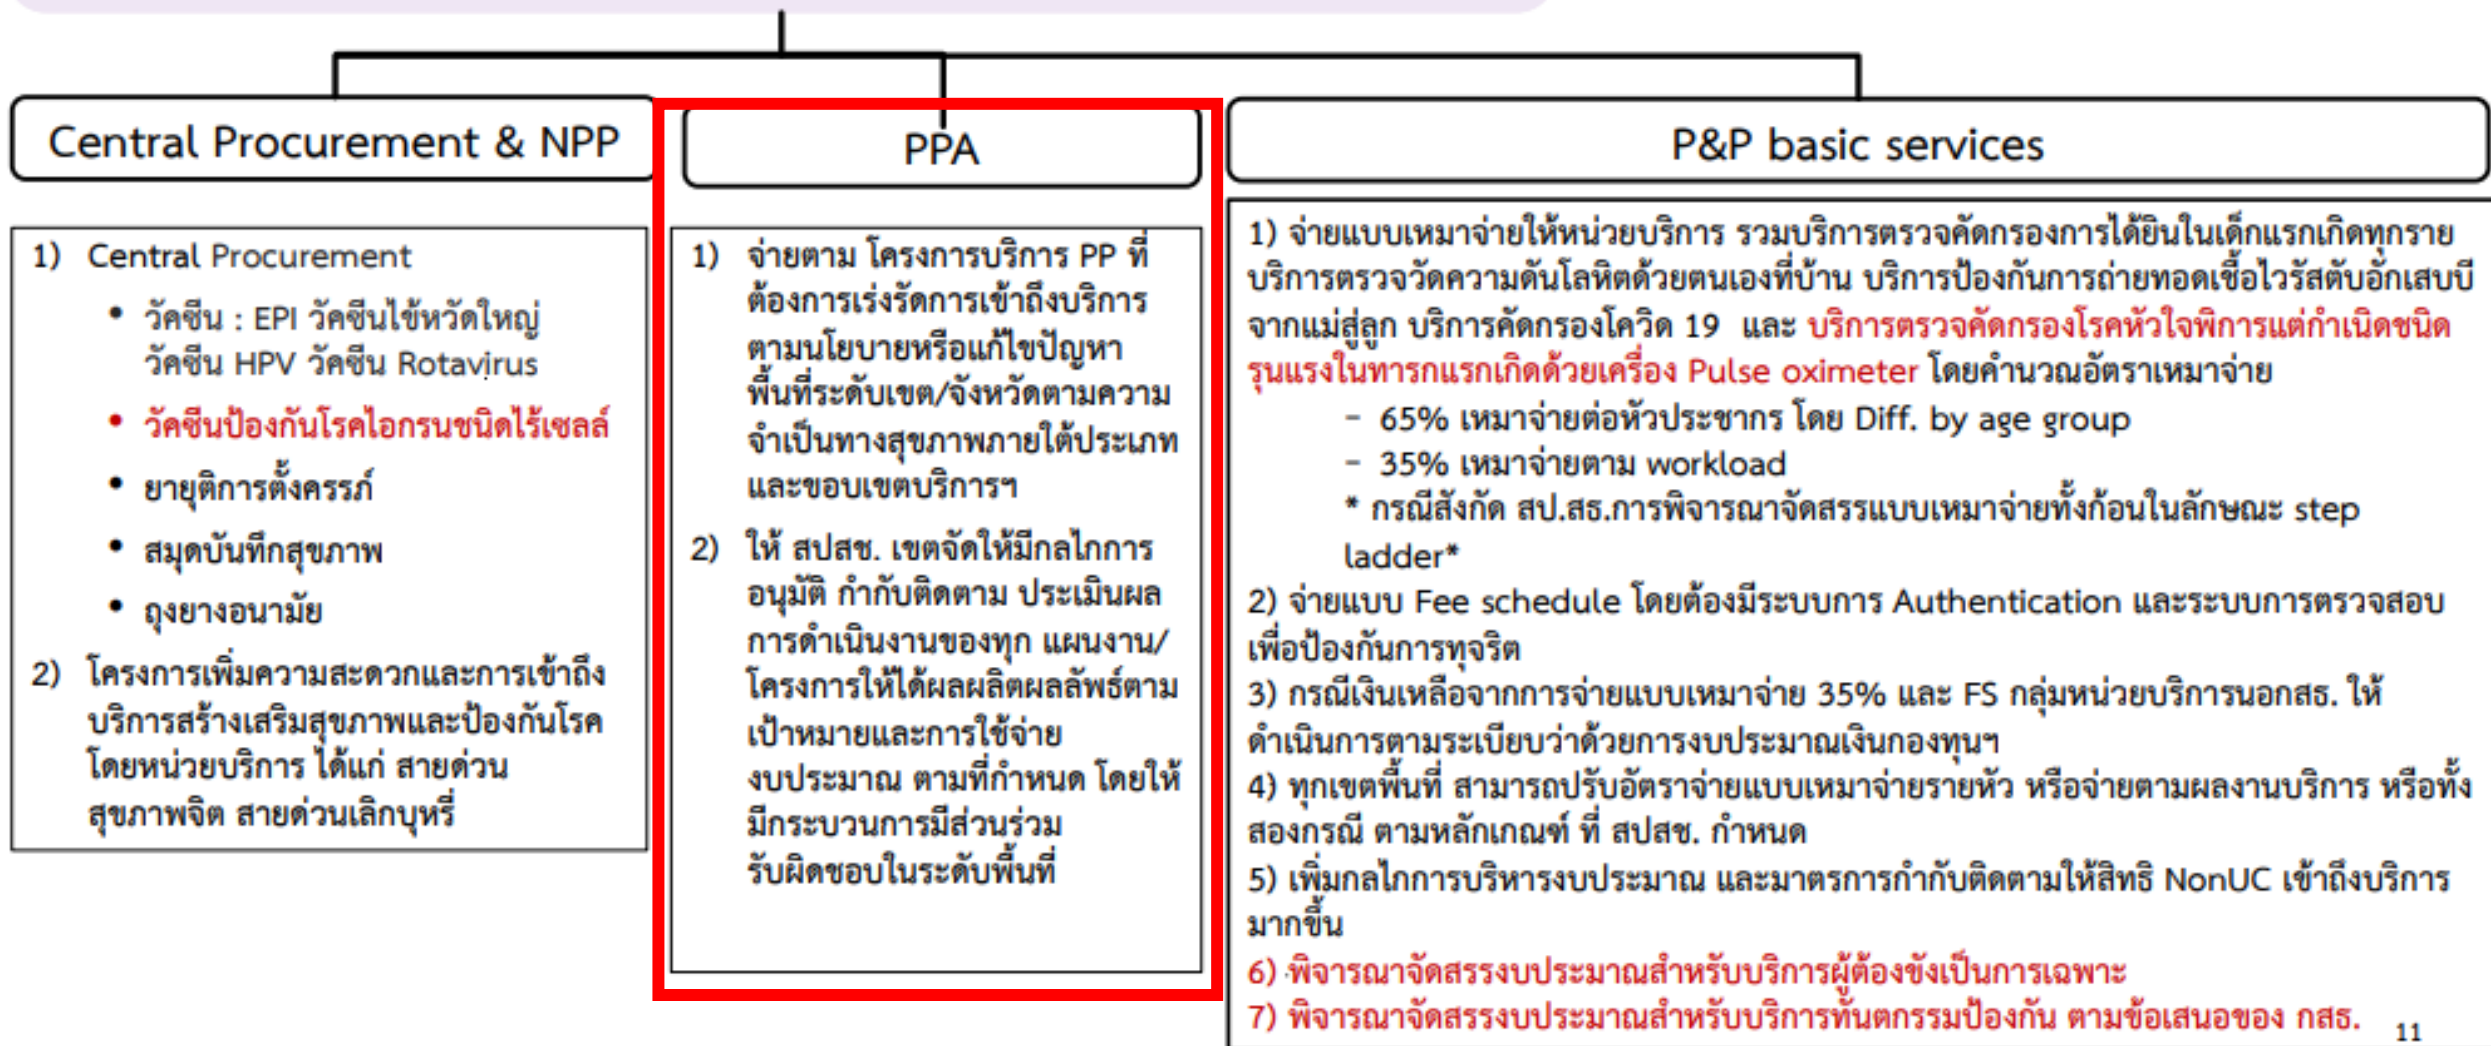 Central Procurement & NPP
1) Central Procurement
• วัคซีน : EPI วัคซีนไข้หวัดใหญ่
วัคซีน HPV วัคซีน Rotavirus
• วัคซีนป้องกันโรคไอกรนชนิดไร้เซลล์
• ยายุติการตั้งครรภ์
• สมุดบันทึกสุขภาพ
• ถุงยางอนามัย
2) โครงการเพิ่มความสะดวกและการเข้าถึง
บริการสร้างเสริมสุขภาพและป้องกันโรค
โดยหน่วยบริการ ได้แก่ สายด่วน
สุขภาพจิต สายด่วนเลิกบุหรี่
PPA
1) จ่ายตาม โครงการบริการ PP ที่
ต้องการเร่งรัดการเข้าถึงบริการ
ตามนโยบายหรือแก้ไขปัญหา
พื้นที่ระดับเขต/จังหวัดตามความ
จำเป็นทางสุขภาพภายใต้ประเภท
และขอบเขตบริการฯ
2) ให้ สปสช. เขตจัดให้มีกลไกการ
อนุมัติ กำกับติดตาม ประเมินผล
การดำเนินงานของทุก แผนงาน/
โครงการให้ได้ผลผลิตผลลัพธ์ตาม
เป้าหมายและการใช้จ่าย
งบประมาณ ตามที่กำหนด โดยให้
มีกระบวนการมีส่วนร่วม
รับผิดชอบในระดับพื้นที่
P&P basic services
1) จ่ายแบบเหมาจ่ายให้หน่วยบริการ รวมบริการตรวจคัดกรองการได้ยินในเด็กแรกเกิดทุกราย
บริการตรวจวัดความดันโลหิตด้วยตนเองที่บ้าน บริการป้องกันการถ่ายทอดเชื้อไวรัสตับอักเสบบี
จากแม่สู่ลูก บริการคัดกรองโควิด 19 และ บริการตรวจคัดกรองโรคหัวใจพิการแต่กำเนิดชนิด
รุนแรงในทารกแรกเกิดด้วยเครื่อง Pulse oximeter โดยคำนวณอัตราเหมาจ่าย
– 65% เหมาจ่ายต่อหัวประชากร โดย Diff. by age group
– 35% เหมาจ่ายตาม workload
* กรณีสังกัด สป.สธ.การพิจารณาจัดสรรแบบเหมาจ่ายทั้งก้อนในลักษณะ step
ladder*
2) จ่ายแบบ Fee schedule โดยต้องมีระบบการ Authentication และระบบการตรวจสอบ
เพื่อป้องกันการทุจริต
3) กรณีเงินเหลือจากการจ่ายแบบเหมาจ่าย 35% และ FS กลุ่มหน่วยบริการนอกสธ. ให้
ดำเนินการตามระเบียบว่าด้วยการงบประมาณเงินกองทุนฯ
4) ทุกเขตพื้นที่ สามารถปรับอัตราจ่ายแบบเหมาจ่ายรายหัว หรือจ่ายตามผลงานบริการ หรือทั้ง
สองกรณี ตามหลักเกณฑ์ ที่ สปสช. กำหนด
5) เพิ่มกลไกการบริหารงบประมาณ และมาตรการกำกับติดตามให้สิทธิ NonUC เข้าถึงบริการ
มากขึ้น
6) พิจารณาจัดสรรงบประมาณสำหรับบริการผู้ต้องขังเป็นการเฉพาะ
7) พิจารณาจัดสรรงบประมาณสำหรับบริการทันตกรรมป้องกัน ตามข้อเสนอของ กสธ.
11